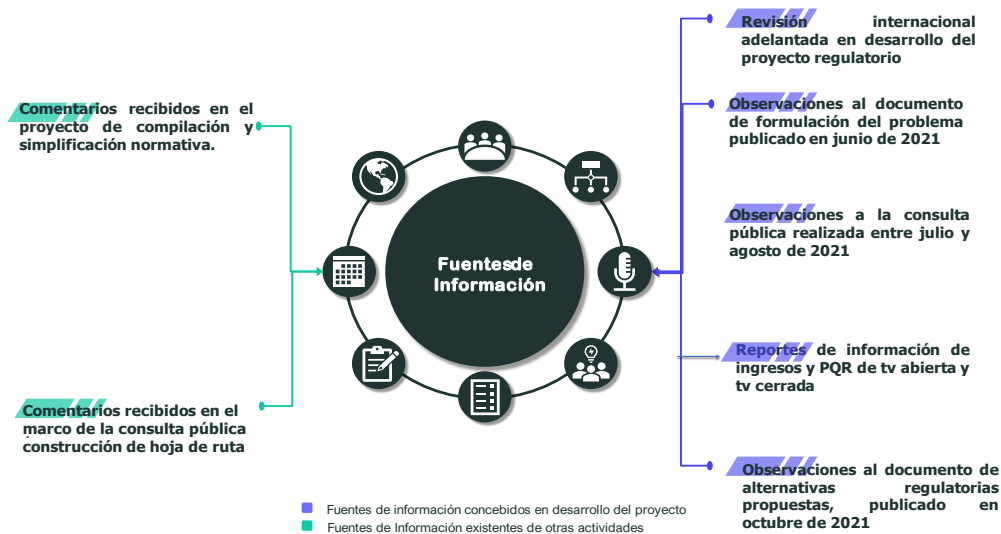 Comentarios recibidos en el
proyecto de compilación y
simplificación normativa.
Comentarios recibidos en el
marco de la consulta pública
construcción de hoja de ruta
.
Fuentesde
Información
Revisión internacional
adelantada en desarrollo del
proyecto regulatorio
Observaciones al documento
de formulación del problema
publicado en junio de 2021
Observaciones a la consulta
pública realizada entre julio y
agosto de 2021
Reportes de información de
ingresos y PQR de tv abierta y
tv cerrada
Observaciones al documento de
alternativas regulatorias
propuestas, publicado en
octubre de 2021
Fuentes de información concebidos en desarrollo del proyecto
Fuentes de Información existentes de otras actividades